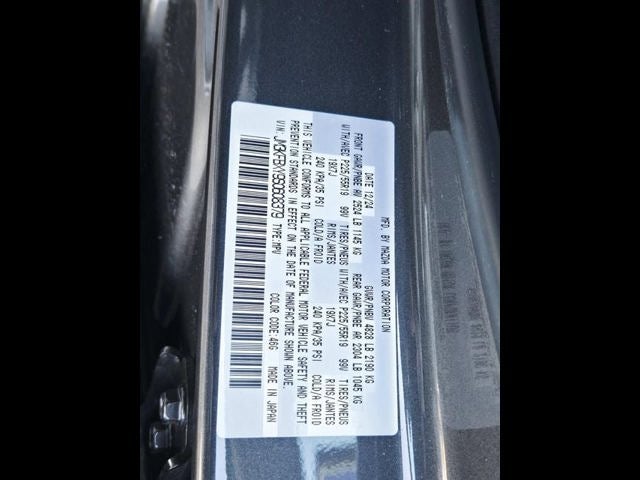 MFD. BY MAZDA MOTOR CORPORATION
DATE: 12/24 GVWR/PNBV 4828 LB 2190 KG
FRONT GAWR/PNBE AV 2524 LB 1145 KG REAR GAWR/PNBE AR 2304 LB 1045 KG
WITH/AVEC P225/55R19 99V TIRES/PNEUS WITH/AVEC P225/55R19 99V TIRES/PNEUS
19X7J RIMS/JANTES 19X7J RIMS/JANTES
240 KPA/35 PSI COLD/A FROID 240 KPA/35 PSI COLD/A FROID
THIS VEHICLE CONFORMS TO ALL APPLICABLE FEDERAL MOTOR VEHICLE SAFETY AND THEFT
PREVENTION STANDARDS IN EFFECT ON THE DATE OF MANUFACTURE SHOWN ABOVE.
VIN: TYPE:MPV COLOR CODE:46G MADE IN JAPAN